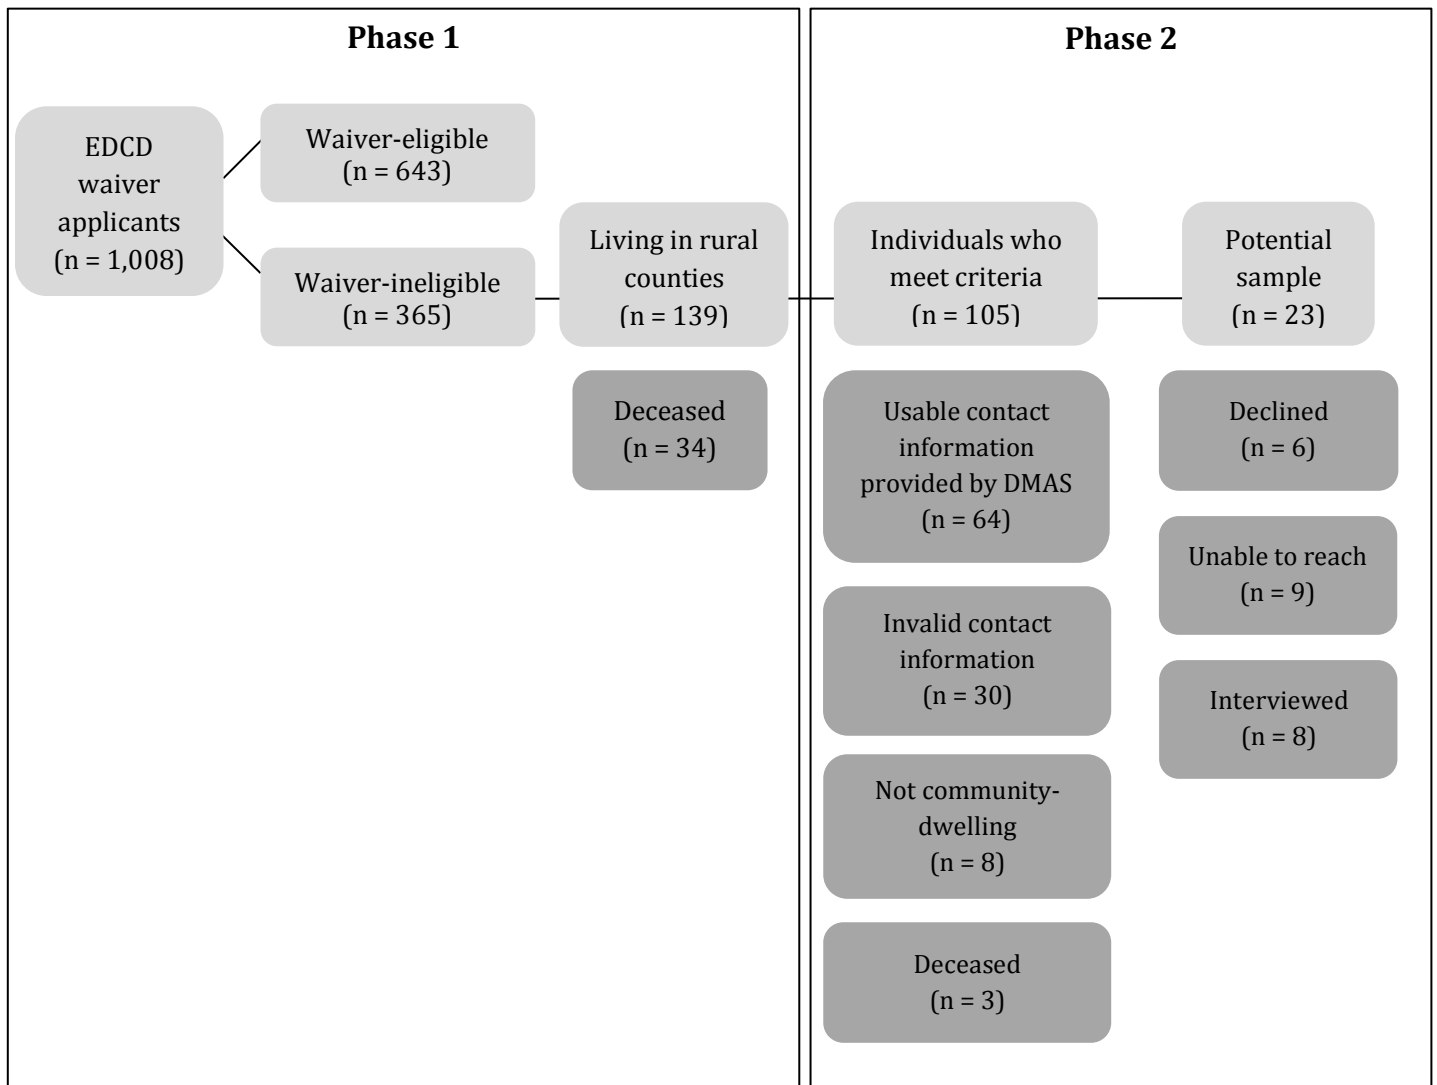 Phase 1
EDCD
waiver
applicants
(n = 1,008)
Waiver-eligible
(n = 643)
Waiver-ineligible
(n = 365)
Living in rural
counties
(n = 139)
Deceased
(n = 34)
Phase 2
Individuals who
meet criteria
(n = 105)
Usable contact
information
provided by DMAS
(n = 64)
Invalid contact
information
(n = 30)
Not community-
dwelling
(n = 8)
Deceased
(n = 3)
Potential
sample
(n = 23)
Declined
(n = 6)
Unable to reach
(n = 9)
Interviewed
(n = 8)